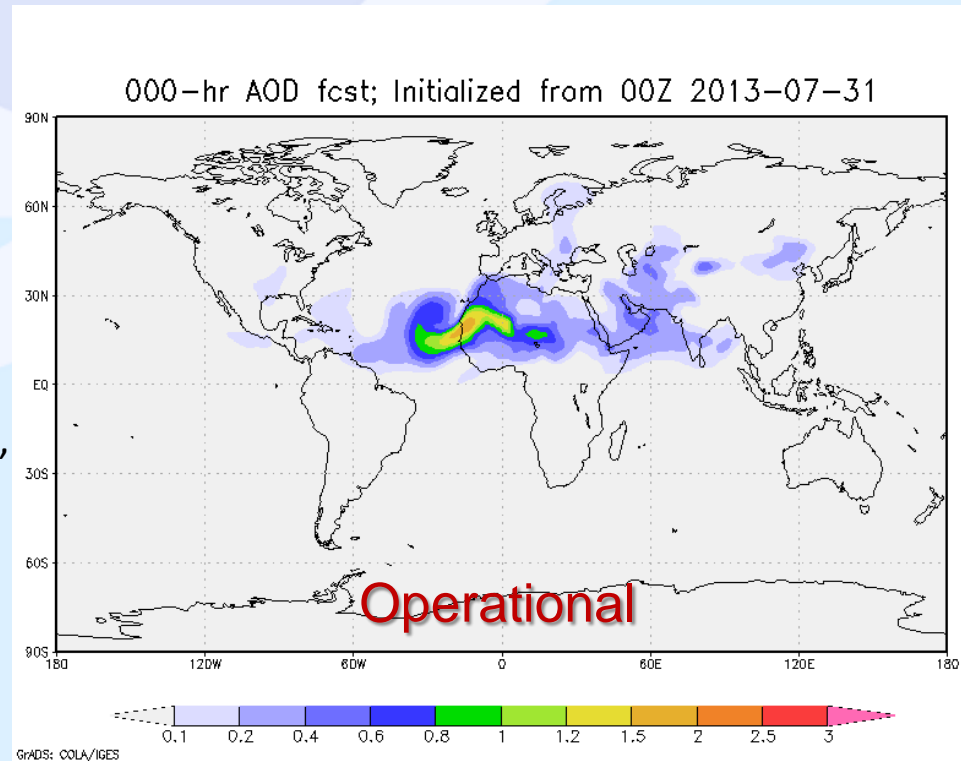 000-hr AOD fcst; Initialized from 00Z 2013-07-31
90N
60N
30N
EQ
,
30S
60S
Operational
90S
180 120W 60W 0 60E 120E 180
0.1 0.2 0.4 0.6 0.8 1 1.2 1.5 2 2.5 3
GrADS: COLA/IGES